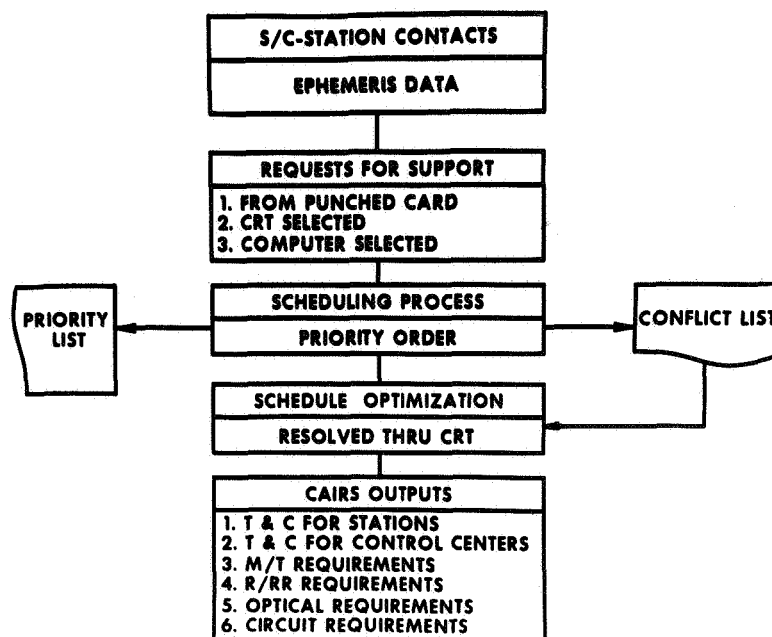 S/C-STATION CONTACTS
EPHEMERIS DATA
REQUESTS FOR SUPPORT
1. FROM PUNCHED CARD
2. CRT SELECTED
3. COMPUTER SELECTED
SCHEDULING PROCESS
PRIORITY ORDER
PRIORITY
LIST
CONFLICT LIST
SCHEDULE OPTIMIZATION
RESOLVED THRU CRT
CAIRS OUTPUTS
1. T & C FOR STATIONS
2. T & C FOR CONTROL CENTERS
3. M/T REQUIREMENTS
4. R/RR REQUIREMENTS
5. OPTICAL REQUIREMENTS
6. CIRCUIT REQUIREMENTS